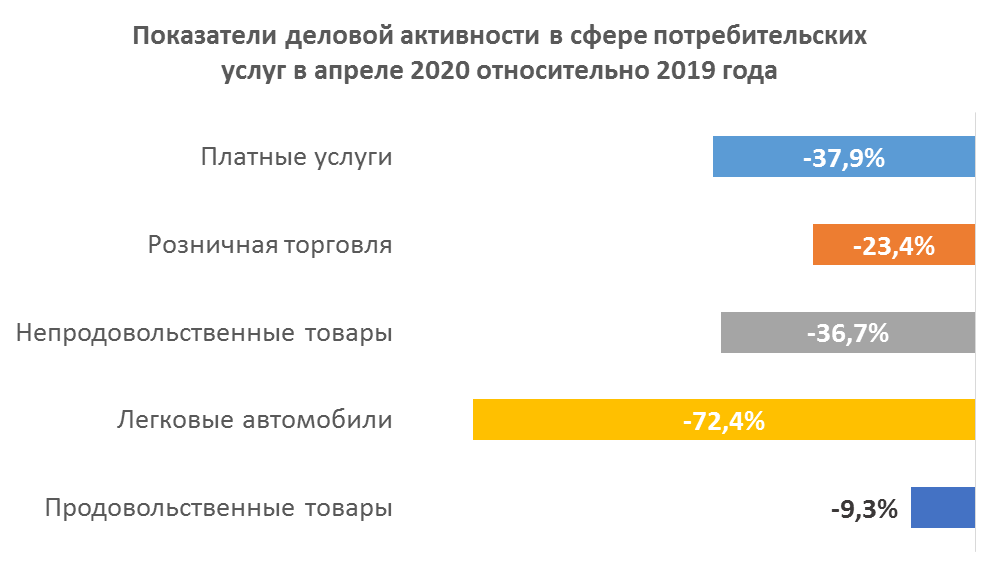 Показатели деловой активности в сфере потребительских
услуг в апреле 2020 относительно 2019 года
Платные услуги
-37,9%
Розничная торговля
-23,4%
Непродовольственные товары
-36,7%
Легковые автомобили
-72,4%
Продовольственные товары
-9,3%